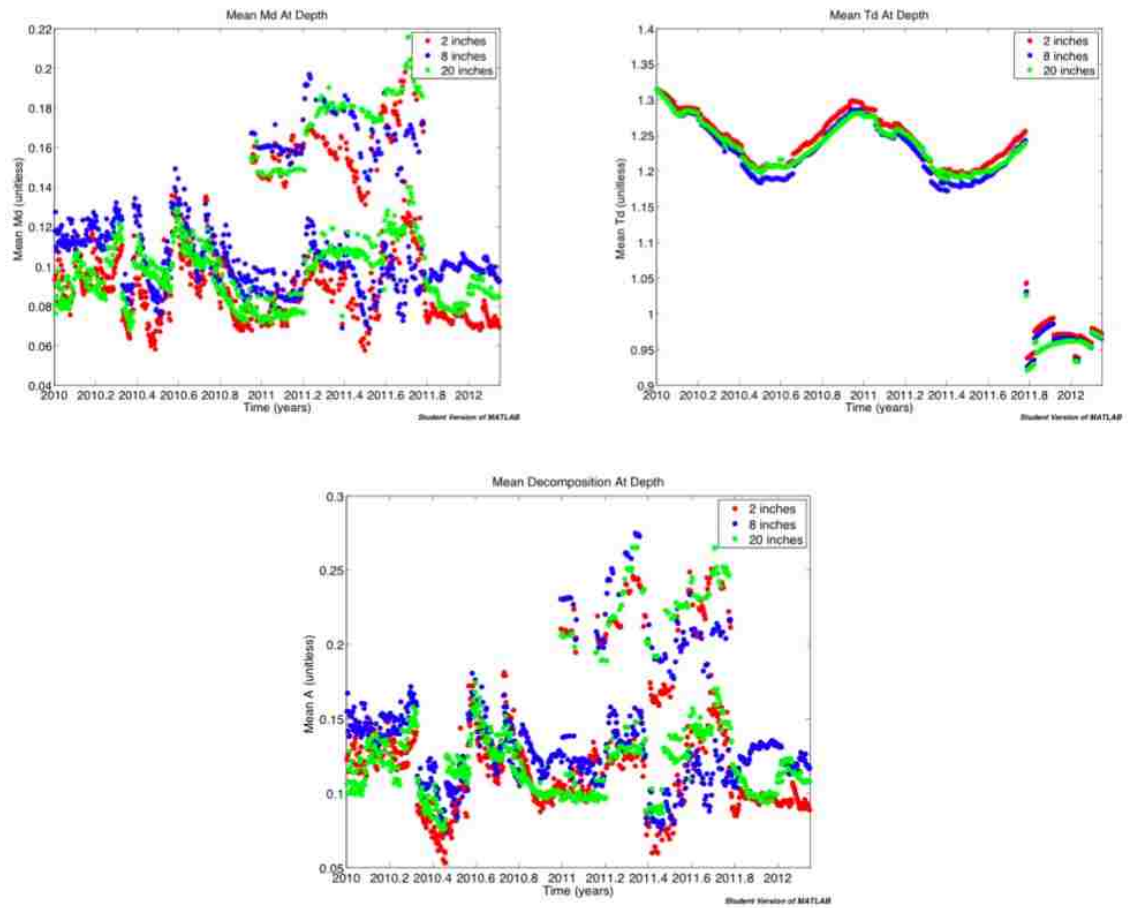 Mean Md At Depth
0.22
0.2
0.18
0.16
0.14
0.12
0.1
0.08
0.06
0.04
Mean Md (unitless)
2 inches
8 inches
20 inches
2010 2010.2 2010.4 2010.6 2010.8 2011 2011.2 2011.4 2011.6 2011.8 2012
Time (years)
Student Version of MATLAB
Mean Td At Depth
1.4
1.35
1.3
1.25
1.2
1.15
1.1
1.05
1
0.95
0.9
Mean Td (unitless)
2 inches
8 inches
20 inches
2010 2010.2 2010.4 2010.6 2010.8 2011 2011.2 2011.4 2011.6 2011.8 2012
Time (years)
Student Version of MATLAB
Mean Decomposition At Depth
0.3
0.25
0.2
0.15
0.1
0.05
Mean A (unitless)
2 inches
8 inches
20 inches
2010 2010.2 2010.4 2010.6 2010.8 2011 2011.2 2011.4 2011.6 2011.8 2012
Time (years)
Student Version of MATLAB